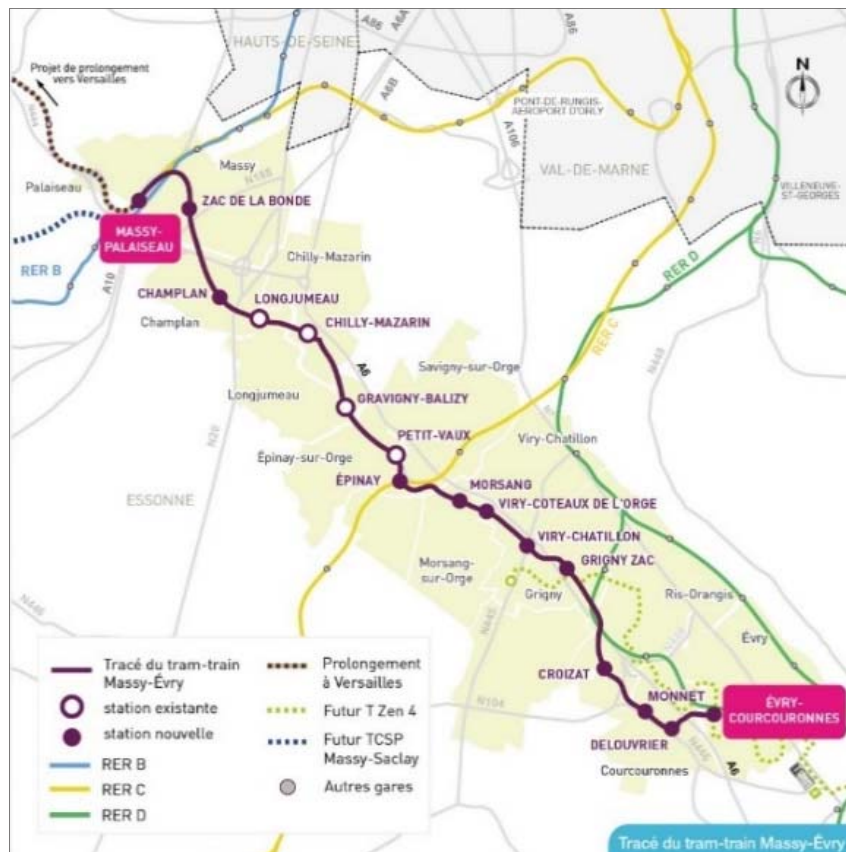 HAUTS-DE-SEINE
A86
A6A
A86
Projet de prolongement
vers Versailles
A6B
N
N444
PONT-DE-RUNGIS-
AÉROPORT D'ORLY
A106
Massy
N188
VAL-DE-MARNE
Palaiseau
VILLENEUVE-
ST-GEORGES
ZAC DE LA BONDE
MASSY-
PALAISEAU
Chilly-Mazarin
RER B
A10
RER D
CHAMPLAN
LONGJUMEAU
Champlan
CHILLY-MAZARIN
RER C
A6
Savigny-sur-Orge
N448
Longjumeau
GRAVIGNY-BALIZY
N20
PETIT-VAUX
Viry-Chatillon
Épinay-sur-Orge
ÉPINAY
MORSANG
ESSONNE
VIRY-COTEAUX DE L'ORGE
VIRY-CHATILLON
Morsang-
sur-Orge
GRIGNY ZAC
Grigny
Ris-Orangis
N446
N445
Évry
CROIZAT
MONNET
ÉVRY-
COURCOURONNES
N104
DELOUVRIER
N446
A6
Courcouronnes
Tracé du tram-train
Massy-Évry
station existante
station nouvelle
RER B
RER C
RER D
Prolongement
à Versailles
Futur T Zen 4
Futur TCSP
Massy-Saclay
Autres gares
Tracé du tram-train Massy-Évry